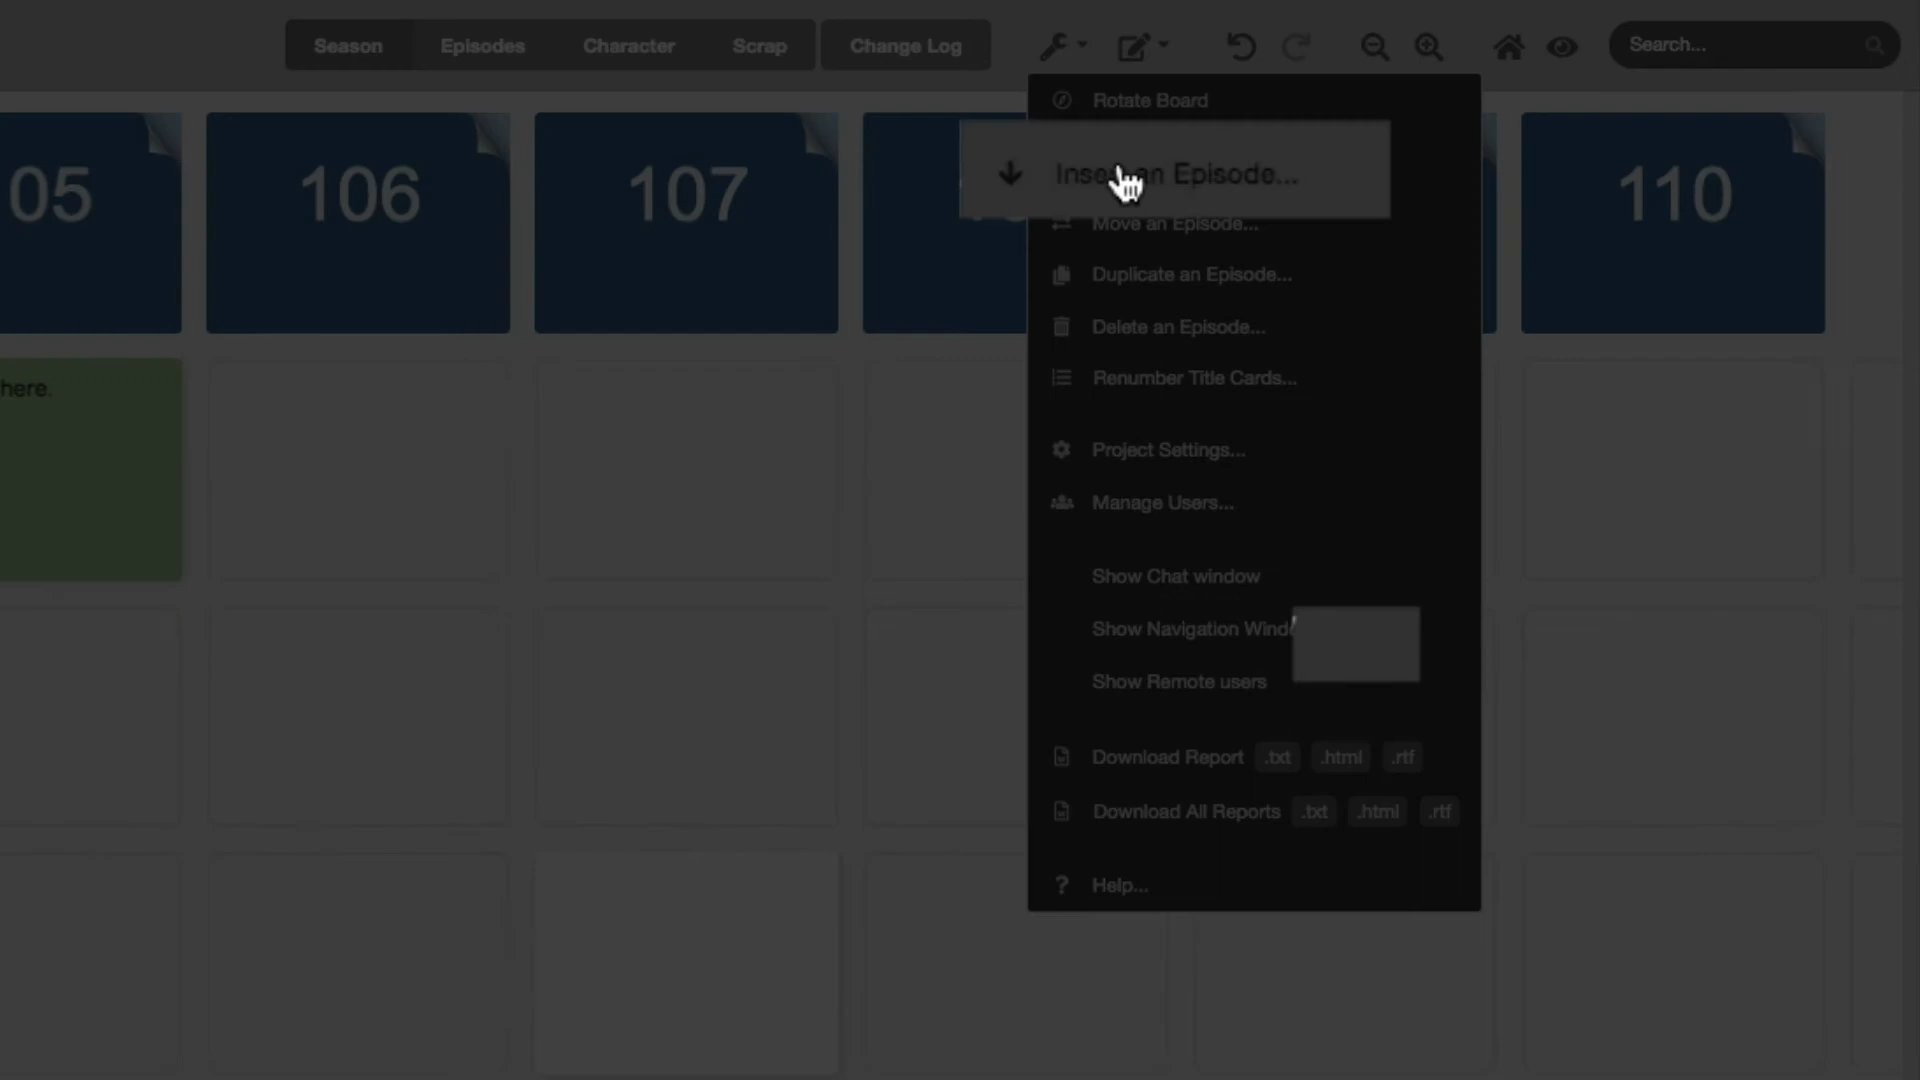 Season Episodes Character Scrap Change Log Search...
Rotate Board
05 106 107 110
Insert an Episode...
Move an Episode...
Duplicate an Episode...
Delete an Episode...
Renumber Title Cards...
here.
Project Settings...
Manage Users...
Show Chat window
Show Navigation
Show Remote users
Download Report .txt .html .rtf
Download All Reports .txt .html .rtf
? Help...